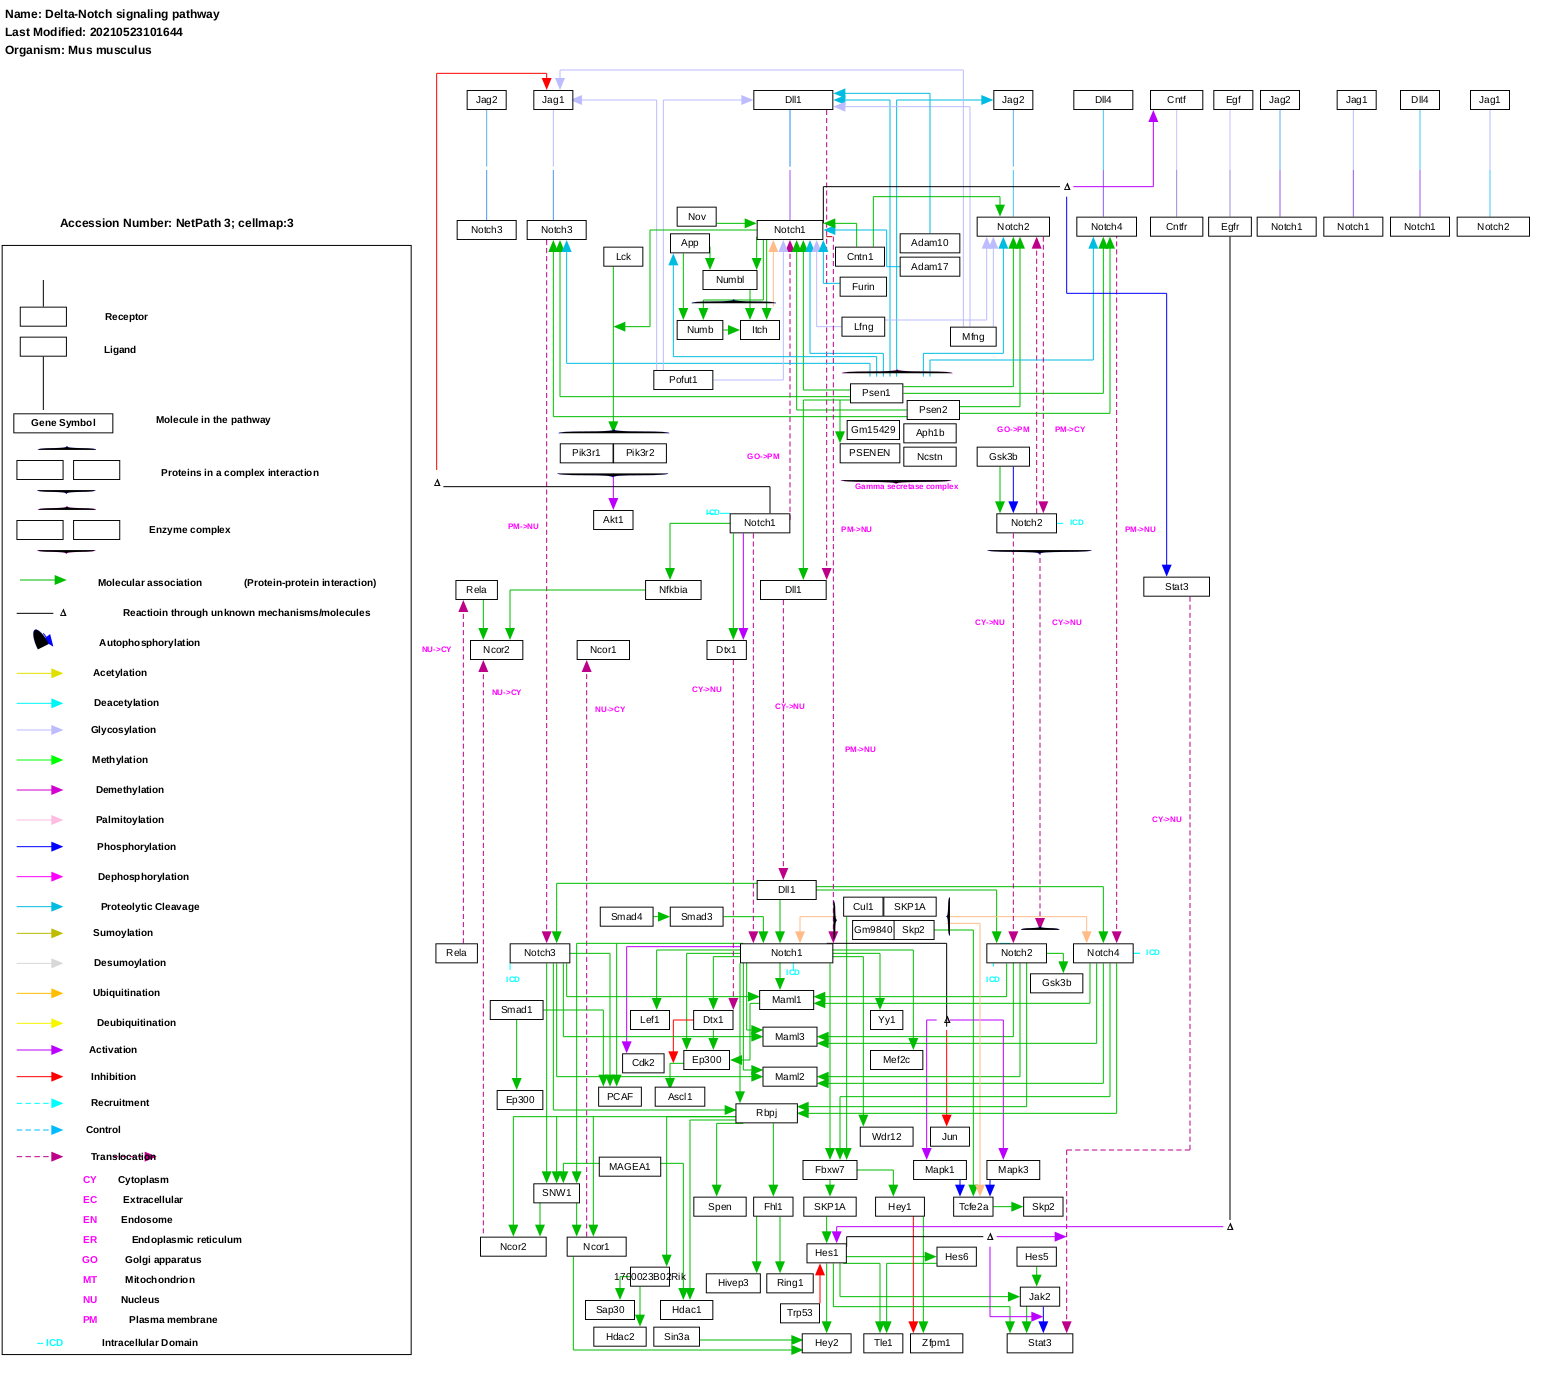 Name: Delta-Notch signaling pathway
Last Modified: 20210523101644
Organism: Mus musculus
Jag2
Jag1
Dll1
Jag2
Dll4
Cntf
Egf
Jag2
Jag1
Dll4
Jag1
Δ
Accession Number: NetPath 3; cellmap:3
Notch3
Notch3
Nov
Notch1
Notch2
Notch4
Cntfr
Egfr
Notch1
Notch1
Notch1
Notch2
Lck
App
Numbl
Cntn1
Adam10
Adam17
Furin
Numb
Itch
Lfng
Mfng
Pofut1
Psen1
Psen2
Gm15429
Aph1b
PSENEN
Ncstn
Gamma secretase complex
GO->PM
GO->PM
PM->CY
Gsk3b
Pik3r1
Pik3r2
Δ
Akt1
ICD
Notch1
Notch2
ICD
PM->NU
PM->NU
PM->NU
Rela
Nfkbia
Dll1
Stat3
CY->NU
CY->NU
NU->CY
Ncor2
Ncor1
Dtx1
NU->CY
NU->CY
CY->NU
CY->NU
PM->NU
CY->NU
Receptor
Ligand
Gene Symbol
Molecule in the pathway
Proteins in a complex interaction
Enzyme complex
Molecular association
(Protein-protein interaction)
Δ
Reactioin through unknown mechanisms/molecules
Autophosphorylation
Acetylation
Deacetylation
Glycosylation
Methylation
Demethylation
Palmitoylation
Phosphorylation
Dephosphorylation
Proteolytic Cleavage
Sumoylation
Desumoylation
Ubiquitination
Deubiquitination
Activation
Inhibition
Recruitment
Control
Translocation
CY Cytoplasm
EC Extracellular
EN Endosome
ER Endoplasmic reticulum
GO Golgi apparatus
MT Mitochondrion
NU Nucleus
PM Plasma membrane
-- ICD Intracellular Domain
Dll1
Smad4
Smad3
Cul1
SKP1A
Gm9840
Skp2
Rela
Notch3
Notch1
Notch2
Notch4
ICD
ICD
ICD
ICD
Gsk3b
Smad1
Maml1
Lef1
Dtx1
Yy1
Δ
Maml3
Cdk2
Ep300
Mef2c
Maml2
Ep300
PCAF
Ascl1
Rbpj
Wdr12
Jun
MAGEA1
Fbxw7
Mapk1
Mapk3
SNW1
Spen
Fhl1
SKP1A
Hey1
Tcfe2a
Skp2
Δ
Δ
Ncor2
Ncor1
Hes1
Hes6
Hes5
1700023B02Rik
Hivep3
Ring1
Jak2
Sap30
Hdac1
Trp53
Hdac2
Sin3a
Hey2
Tle1
Zfpm1
Stat3